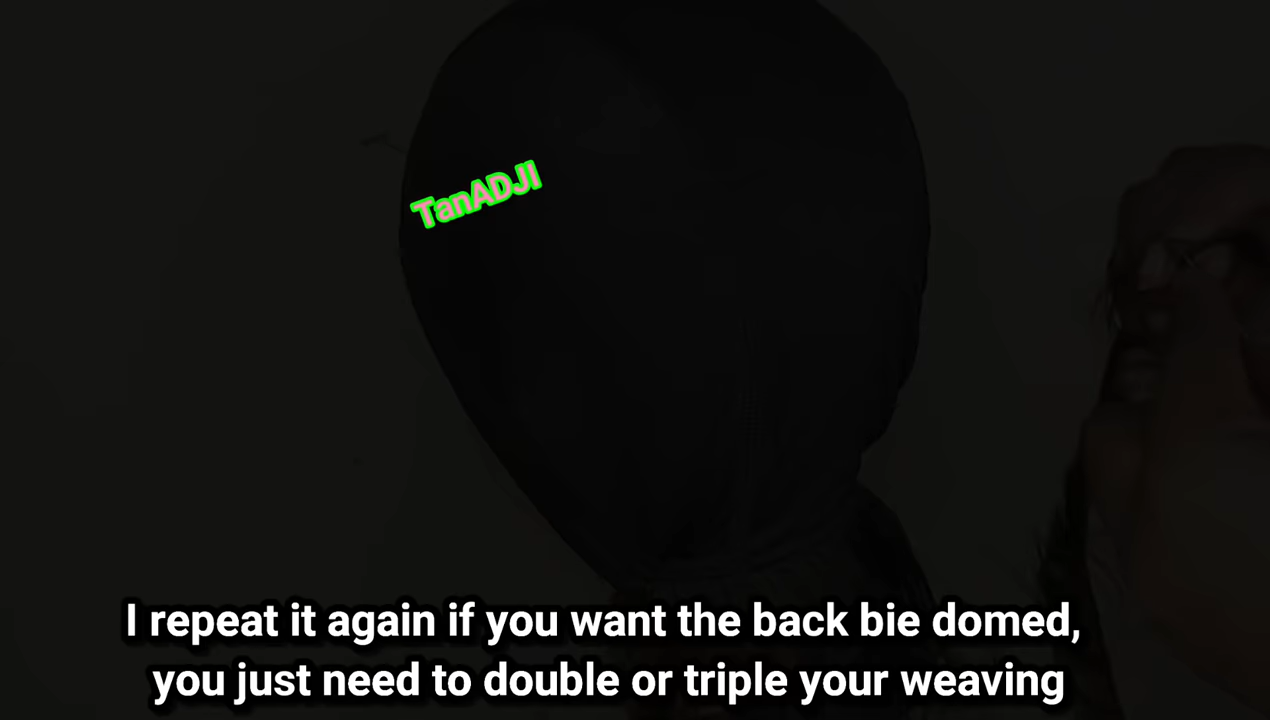 TanADJI
I repeat it again if you want the back bie domed,
you just need to double or triple your weaving